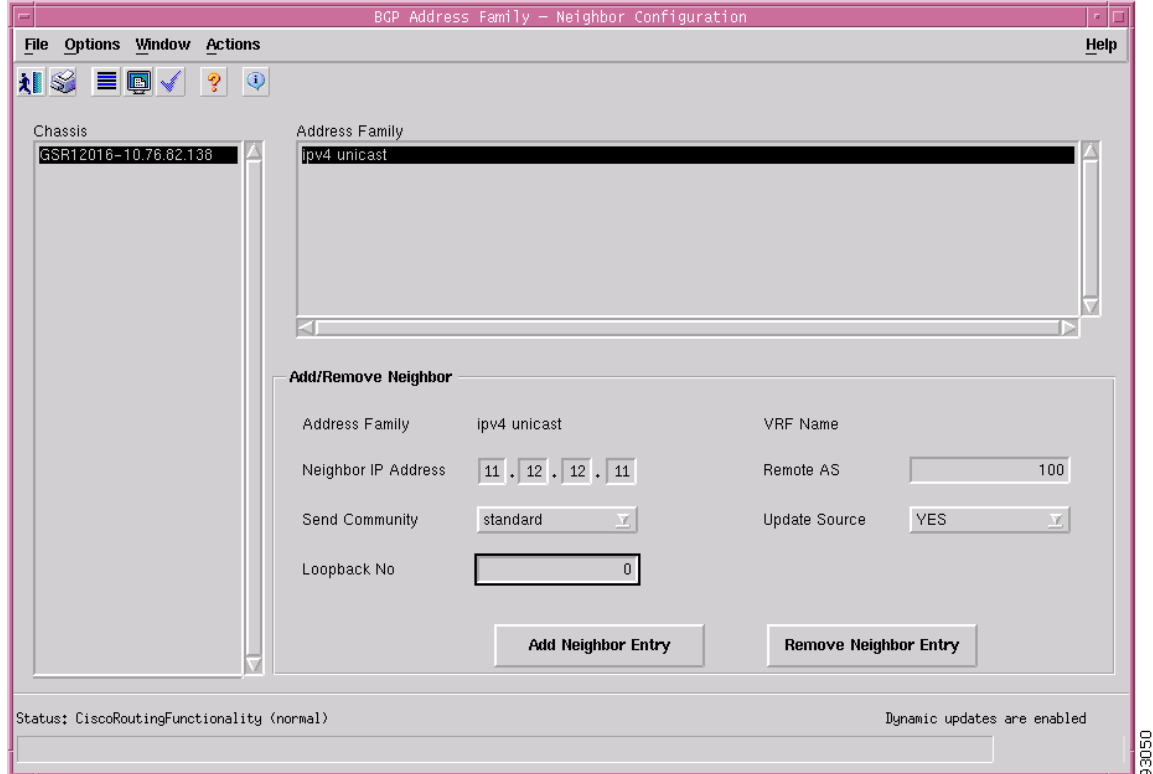 BGP Address Family – Neighbor Configuration
File Options Window Actions Help
Chassis
GSR12016-10.76.82.138
Address Family
ipv4 unicast
Add/Remove Neighbor
Address Family ipv4 unicast VRF Name
Neighbor IP Address 11 . 12 . 12 . 11 Remote AS 100
Send Community standard Update Source YES
Loopback No 0
Add Neighbor Entry Remove Neighbor Entry
Status: CiscoRoutingFunctionality (normal) Dynamic updates are enabled
93050